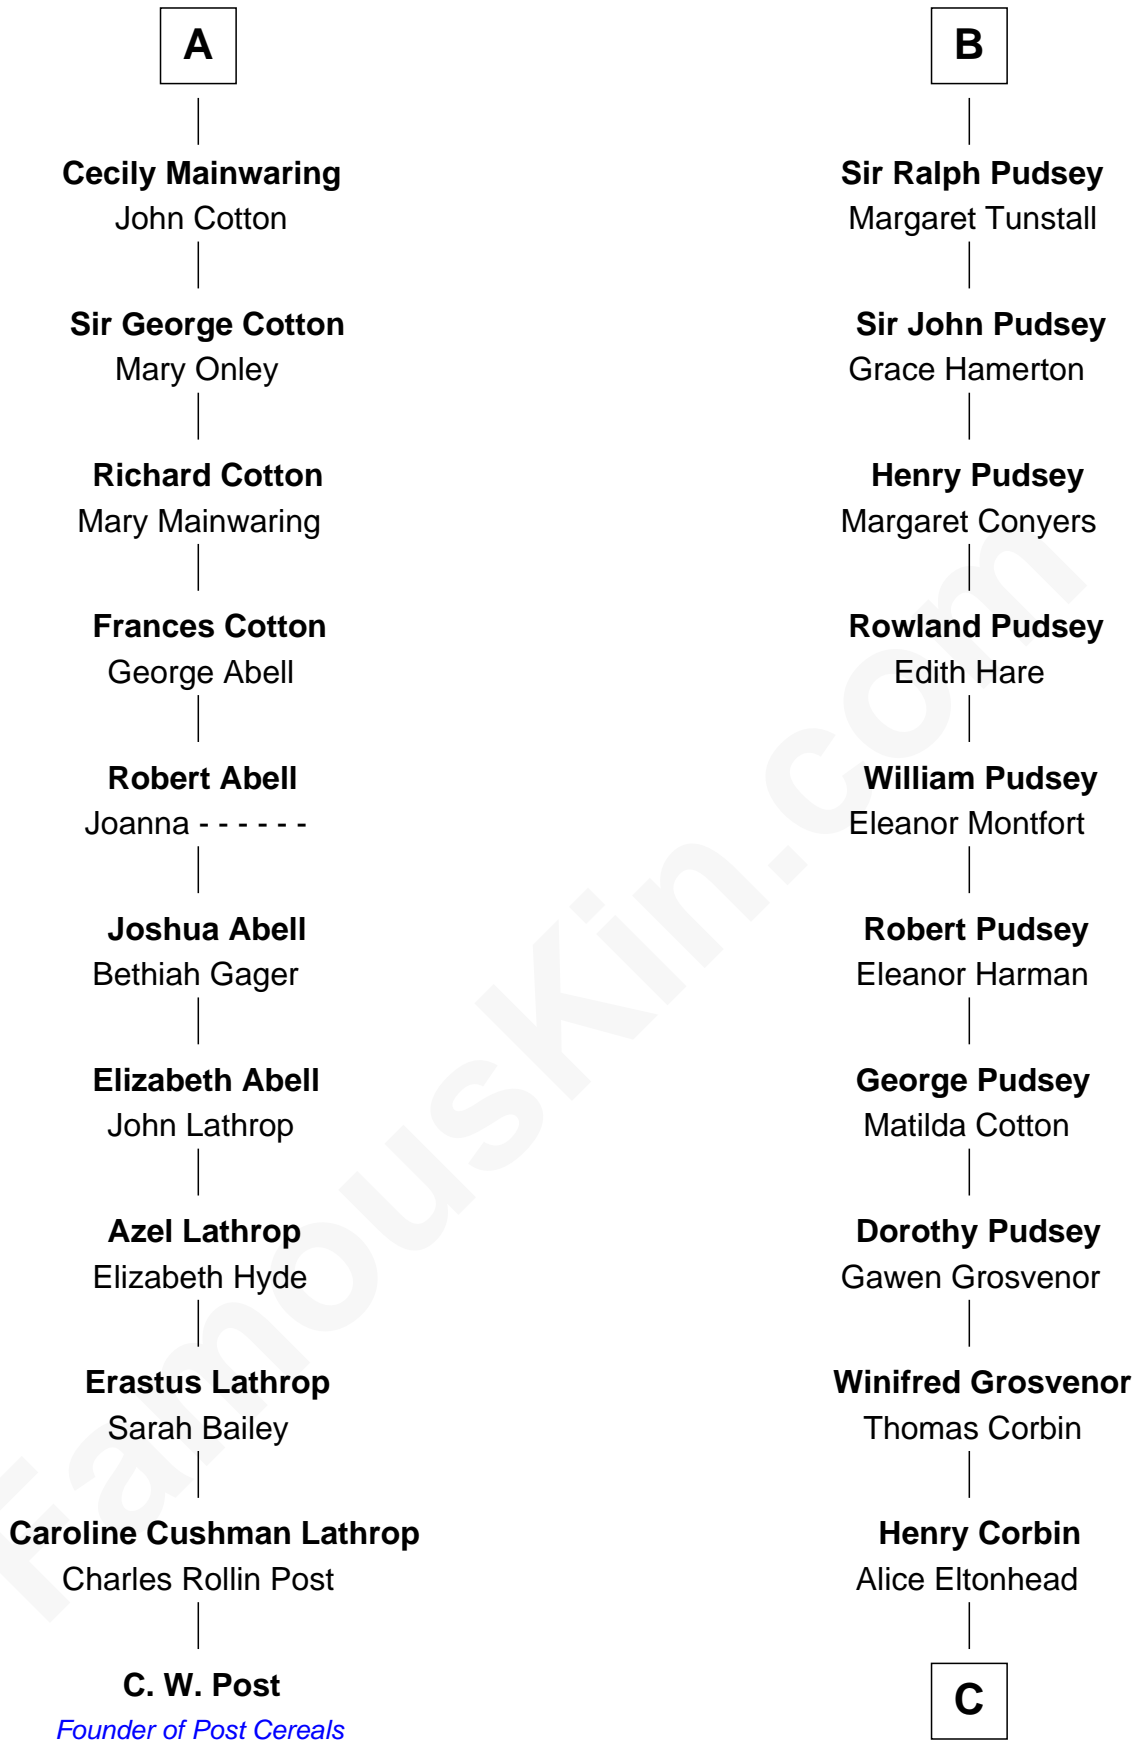 A
Cecily Mainwaring
John Cotton
Sir George Cotton
Mary Onley
Richard Cotton
Mary Mainwaring
Frances Cotton
George Abell
Robert Abell
Joanna - - - - - -
Joshua Abell
Bethiah Gager
Elizabeth Abell
John Lathrop
Azel Lathrop
Elizabeth Hyde
Erastus Lathrop
Sarah Bailey
Caroline Cushman Lathrop
Charles Rollin Post
C. W. Post
Founder of Post Cereals
B
Sir Ralph Pudsey
Margaret Tunstall
Sir John Pudsey
Grace Hamerton
Henry Pudsey
Margaret Conyers
Rowland Pudsey
Edith Hare
William Pudsey
Eleanor Montfort
Robert Pudsey
Eleanor Harman
George Pudsey
Matilda Cotton
Dorothy Pudsey
Gawen Grosvenor
Winifred Grosvenor
Thomas Corbin
Henry Corbin
Alice Eltonhead
C
FamousKin.com